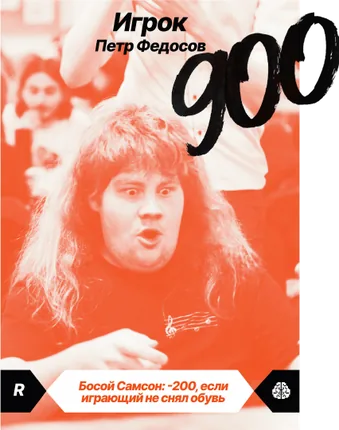 Игрок
Петр Федосов
900
R
Босой Самсон: -200, если
играющий не снял обувь